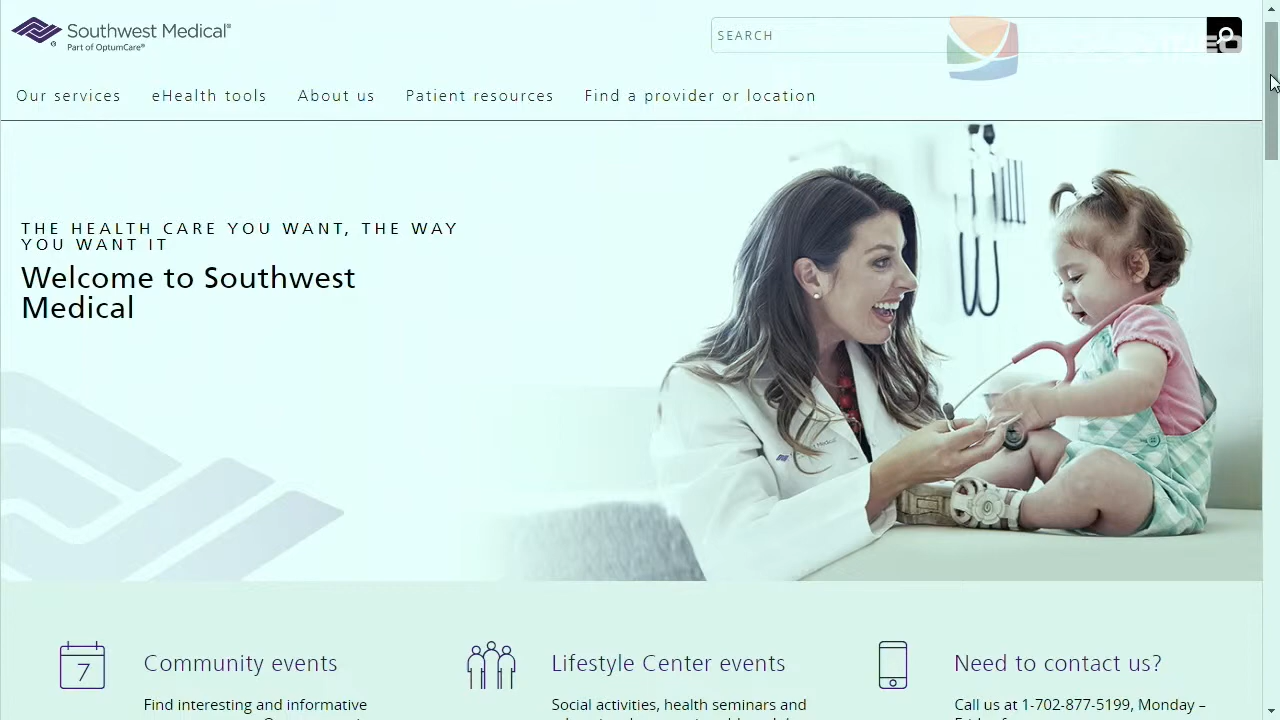 Southwest Medical®
Part of OptumCare®
SEARCH
Our services
eHealth tools
About us
Patient resources
Find a provider or location
THE HEALTH CARE YOU WANT, THE WAY
YOU WANT IT
Welcome to Southwest
Medical
7
Community events
Lifestyle Center events
Need to contact us?
Find interesting and informative
Social activities, health seminars and
Call us at 1-702-877-5199, Monday –